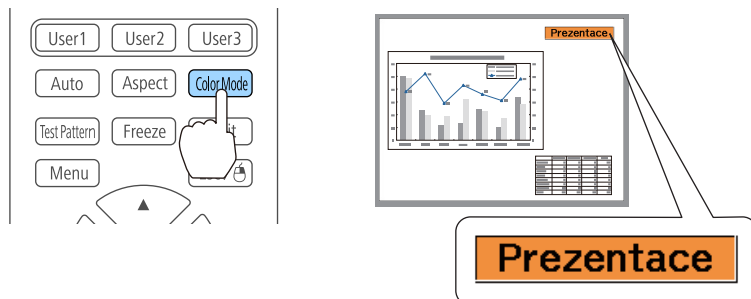 User1 User2 User3
Auto Aspect Color Mode
Test Pattern Freeze
Menu
Prezentace
Prezentace